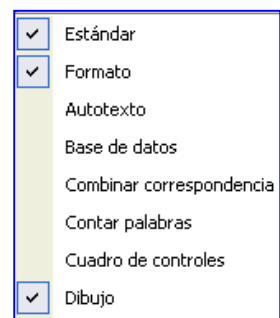 Estándar
Formato
Autotexto
Base de datos
Combinar correspondencia
Contar palabras
Cuadro de controles
Dibujo